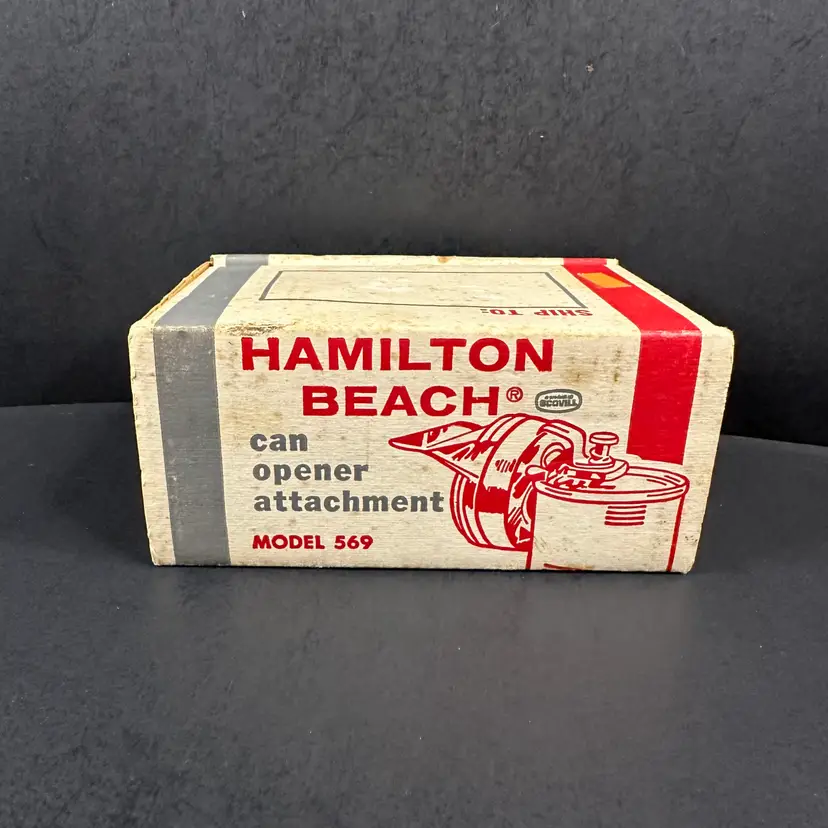 SHIP TO:
HAMILTON
BEACH®
a product of
SCOVILL
can
opener
attachment
MODEL 569